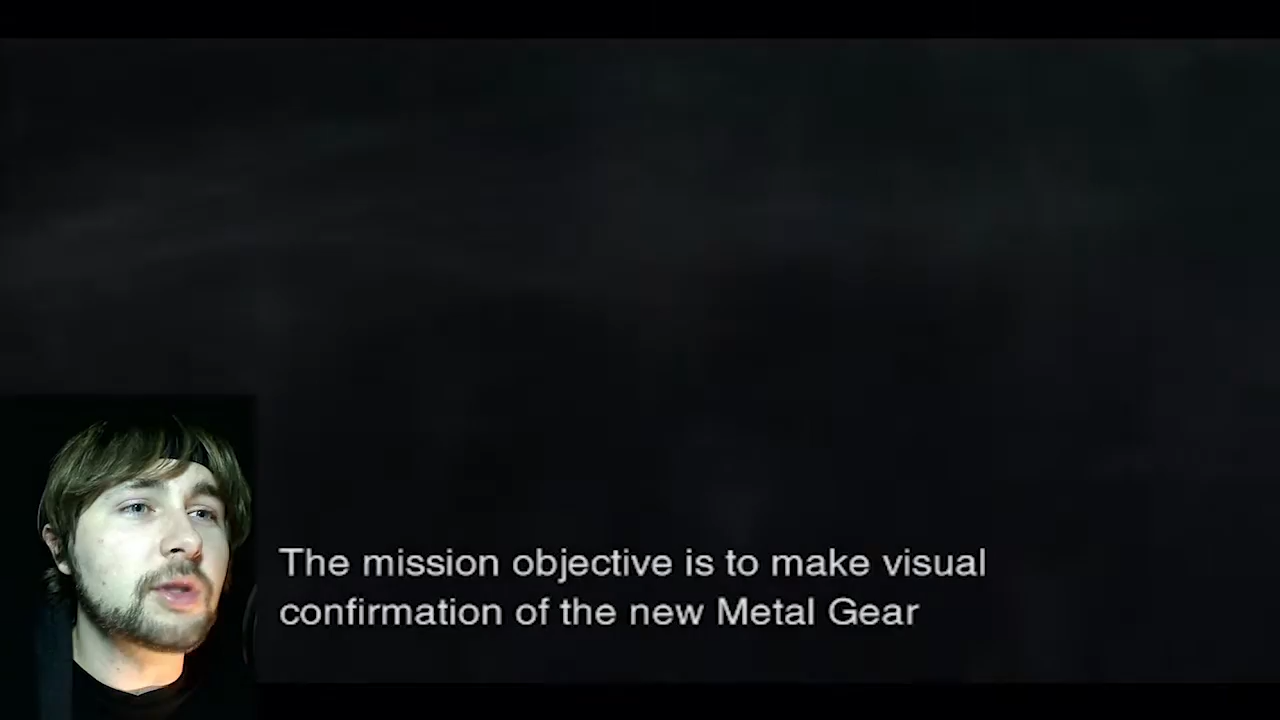 The mission objective is to make visual
confirmation of the new Metal Gear